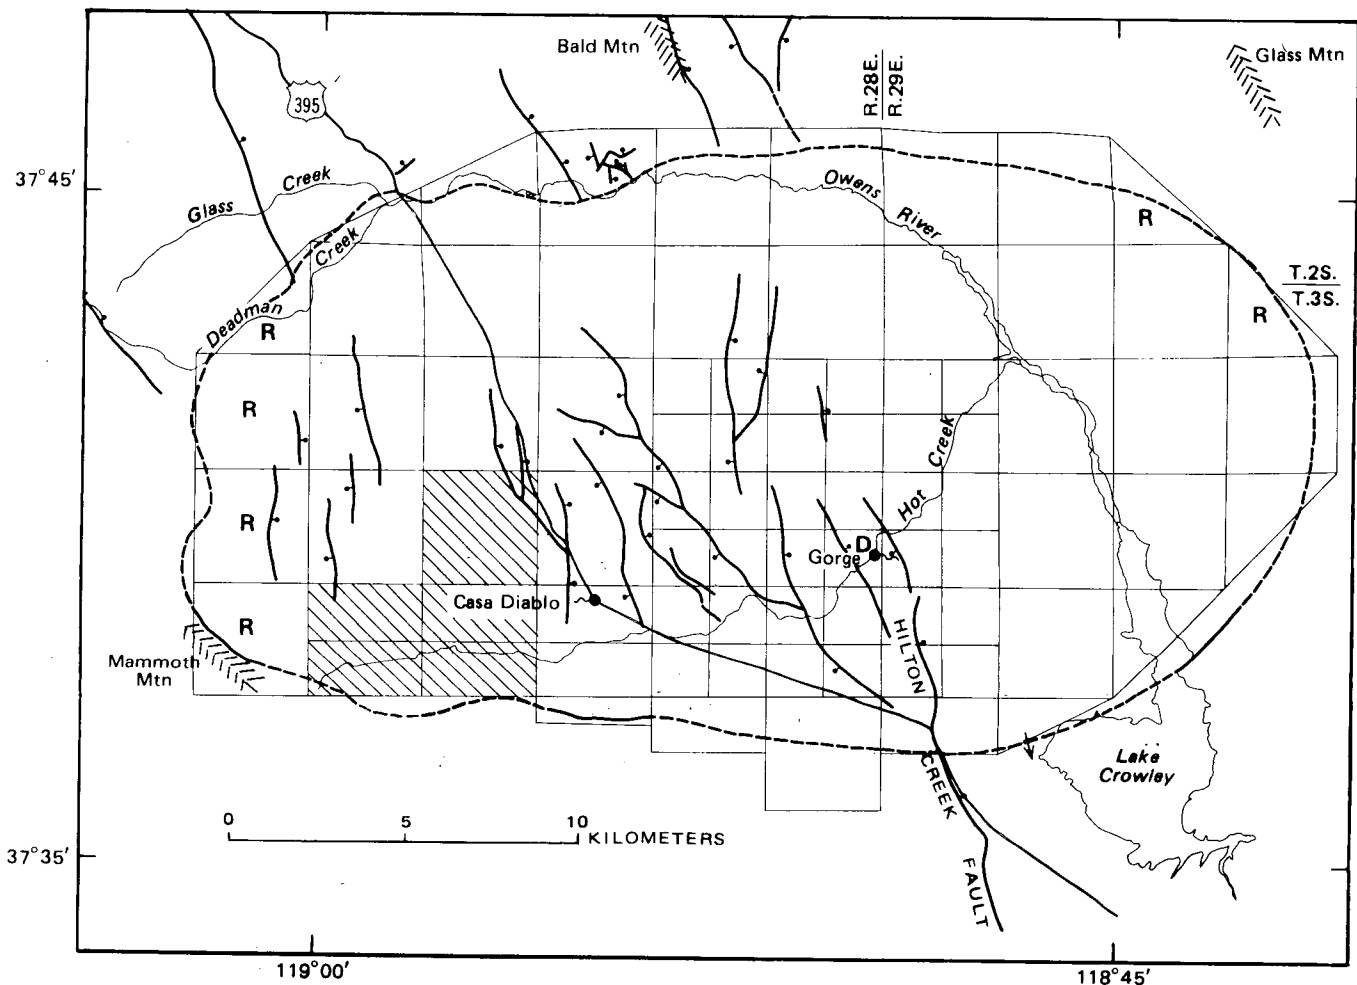 Bald Mtn
Glass Mtn
R.28E.
R.29E.
395
37°45'
Glass Creek
Owens River
R
Deadman Creek
T.2S.
T.3S.
R
R
R
Creek
Hot
R
D
Gorge
Casa Diablo
R
Mammoth
Mtn
HILTON
CREEK
FAULT
Lake
Crowley
0 5 10
KILOMETERS
37°35'
119°00'
118°45'